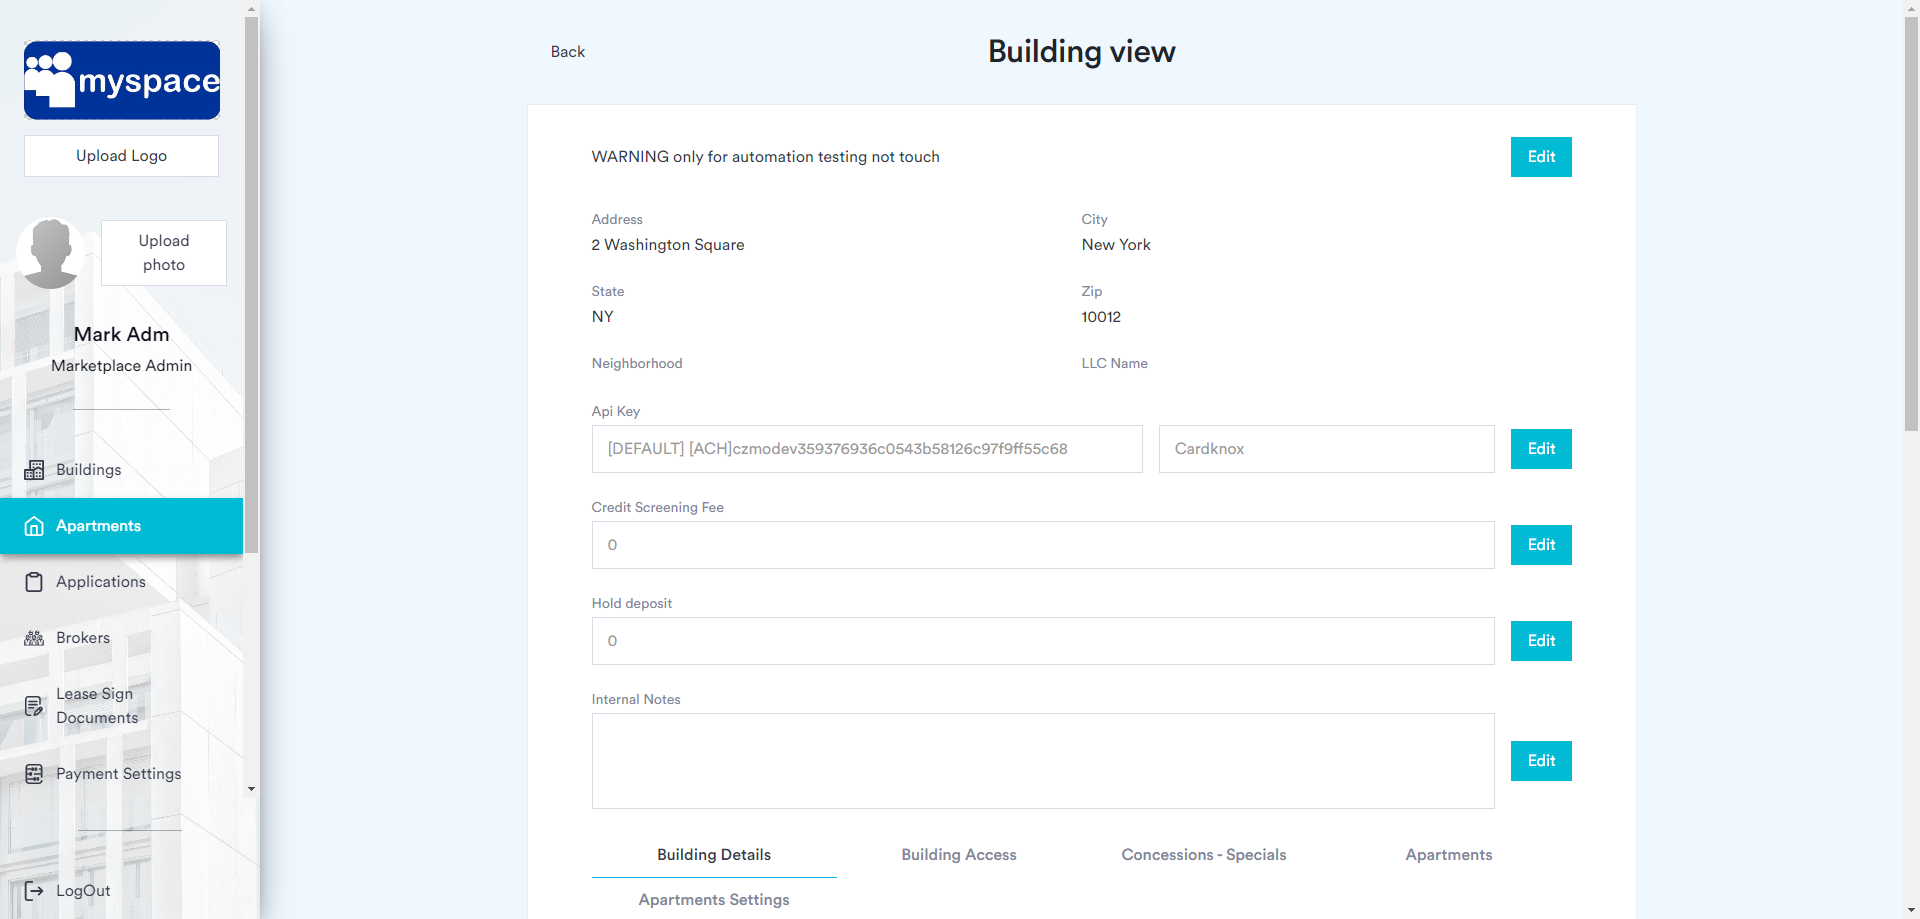 myspace
Upload Logo
Upload
photo
Mark Adm
Marketplace Admin
Buildings
Apartments
Applications
Brokers
Lease Sign
Documents
Payment Settings
LogOut
Back
Building view
WARNING only for automation testing not touch
Edit
Address
City
2 Washington Square
New York
State
Zip
NY
10012
Neighborhood
LLC Name
Api Key
[DEFAULT] [ACH]czmodev359376936c0543b58126c97f9ff55c68
Cardknox
Edit
Credit Screening Fee
0
Edit
Hold deposit
0
Edit
Internal Notes
Edit
Building Details
Building Access
Concessions - Specials
Apartments
Apartments Settings